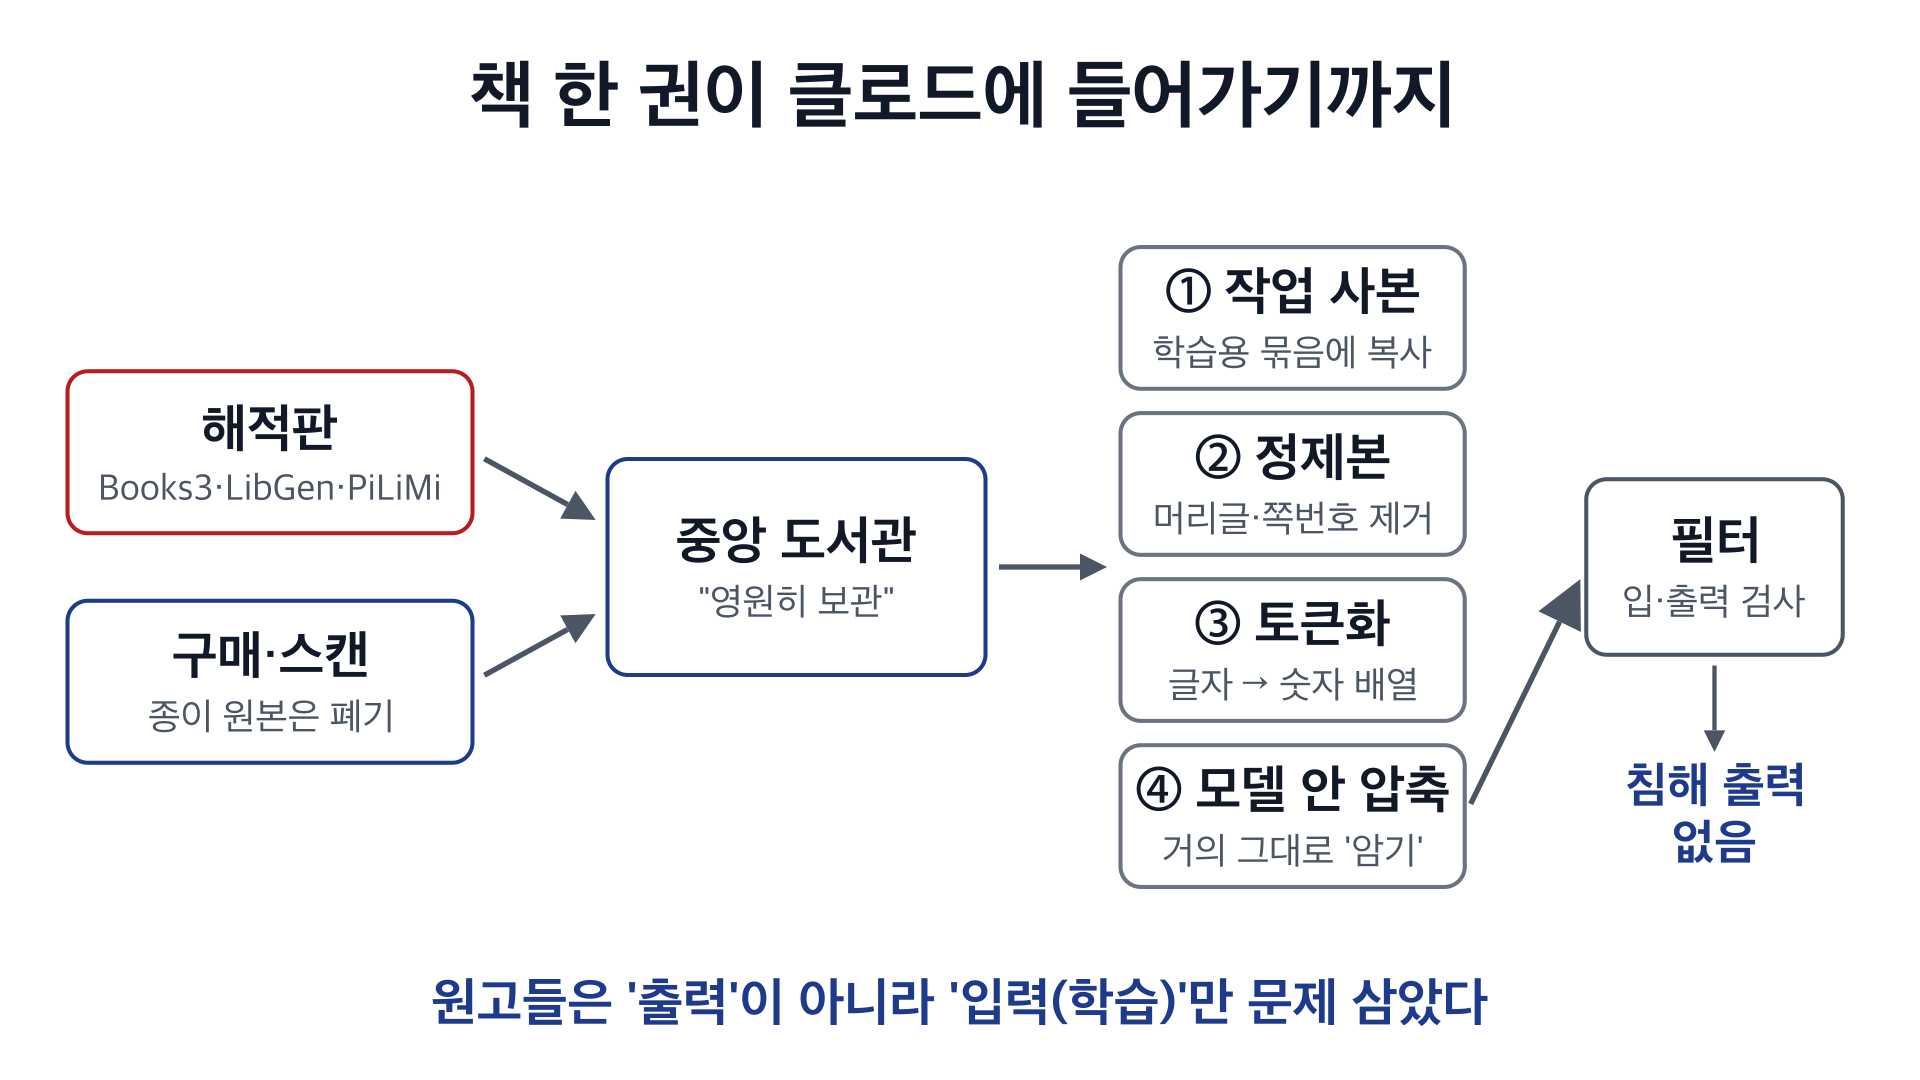 책 한 권이 클로드에 들어가기까지
해적판
Books3·LibGen·PiLiMi
구매·스캔
종이 원본은 폐기
중앙 도서관
"영원히 보관"
① 작업 사본
학습용 묶음에 복사
② 정제본
머리글·쪽번호 제거
③ 토큰화
글자 → 숫자 배열
④ 모델 안 압축
거의 그대로 '암기'
필터
입·출력 검사
침해 출력
없음
원고들은 '출력'이 아니라 '입력(학습)'만 문제 삼았다